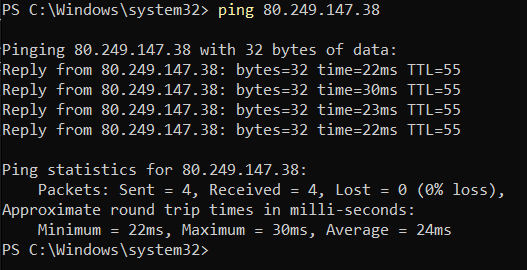 PS C:\Windows\system32> ping 80.249.147.38
Pinging 80.249.147.38 with 32 bytes of data:
Reply from 80.249.147.38: bytes=32 time=22ms TTL=55
Reply from 80.249.147.38: bytes=32 time=30ms TTL=55
Reply from 80.249.147.38: bytes=32 time=23ms TTL=55
Reply from 80.249.147.38: bytes=32 time=22ms TTL=55
Ping statistics for 80.249.147.38:
    Packets: Sent = 4, Received = 4, Lost = 0 (0% loss),
Approximate round trip times in milli-seconds:
    Minimum = 22ms, Maximum = 30ms, Average = 24ms
PS C:\Windows\system32>